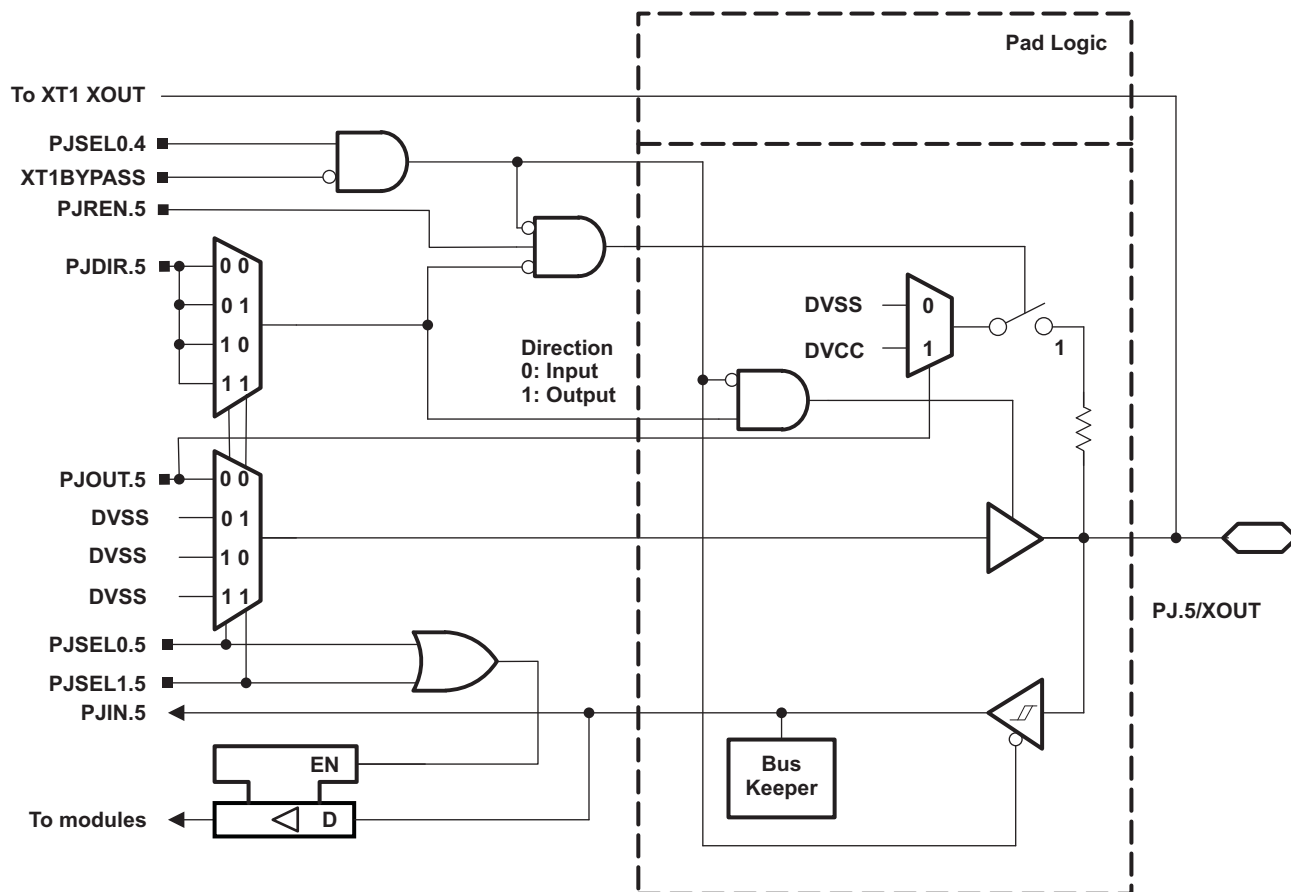 Pad Logic
To XT1 XOUT
PJSEL0.4
XT1BYPASS
PJREN.5
PJDIR.5
0 0
0 1
1 0
1 1
DVSS
0
DVCC
1
1
Direction
0: Input
1: Output
PJOUT.5
0 0
DVSS
0 1
DVSS
1 0
DVSS
1 1
PJ.5/XOUT
PJSEL0.5
PJSEL1.5
PJIN.5
EN
Bus
Keeper
To modules
D